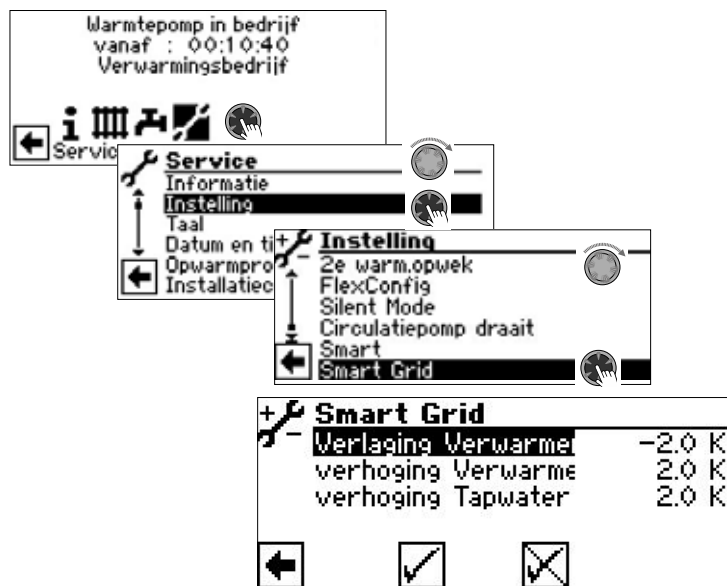 Warmtepomp in bedrijf
vanaf : 00:10:40
Verwarmingsbedrijf
Servic
Service
Informatie
Instelling
Taal
Datum en ti
Opwarmpro
Installatiec
Instelling
2e warm.opwek
FlexConfig
Silent Mode
Circulatiepomp draait
Smart
Smart Grid
Smart Grid
Verlaging Verwarmer -2.0 K
verhoging Verwarme 2.0 K
verhoging Tapwater 2.0 K